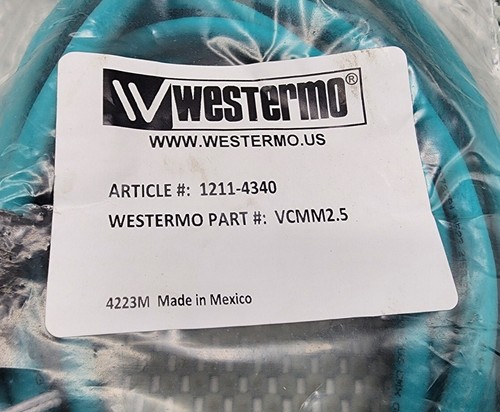 Westermo®
WWW.WESTERMO.US
ARTICLE #: 1211-4340
WESTERMO PART #: VCMM2.5
4223M Made in Mexico